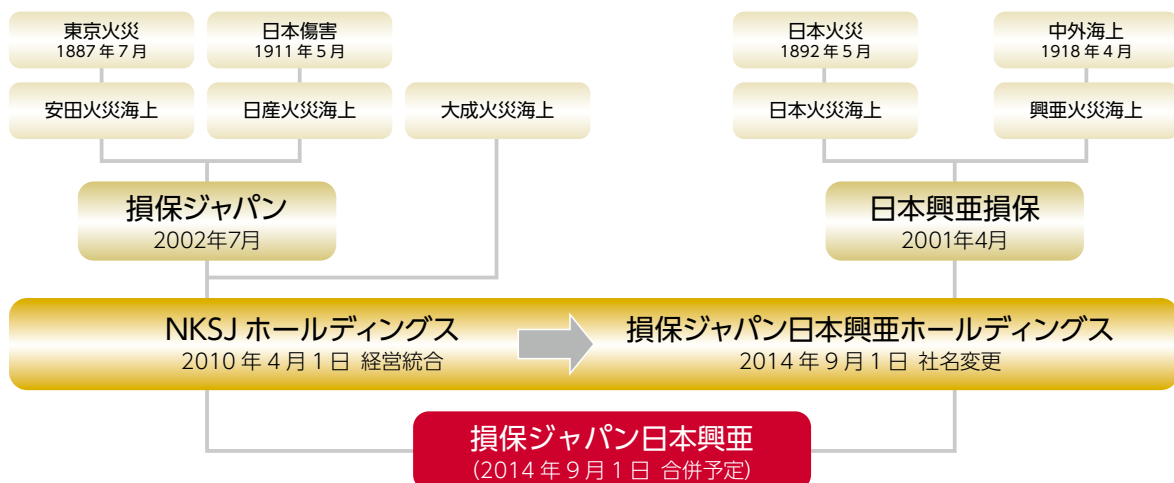 東京火災
1887年7月
日本傷害
1911年5月
日本火災
1892年5月
中外海上
1918年4月
安田火災海上
日産火災海上
大成火災海上
日本火災海上
興亜火災海上
損保ジャパン
2002年7月
日本興亜損保
2001年4月
NKSJ ホールディングス
2010年4月1日 経営統合
損保ジャパン日本興亜ホールディングス
2014年9月1日 社名変更
損保ジャパン日本興亜
(2014年9月1日 合併予定)